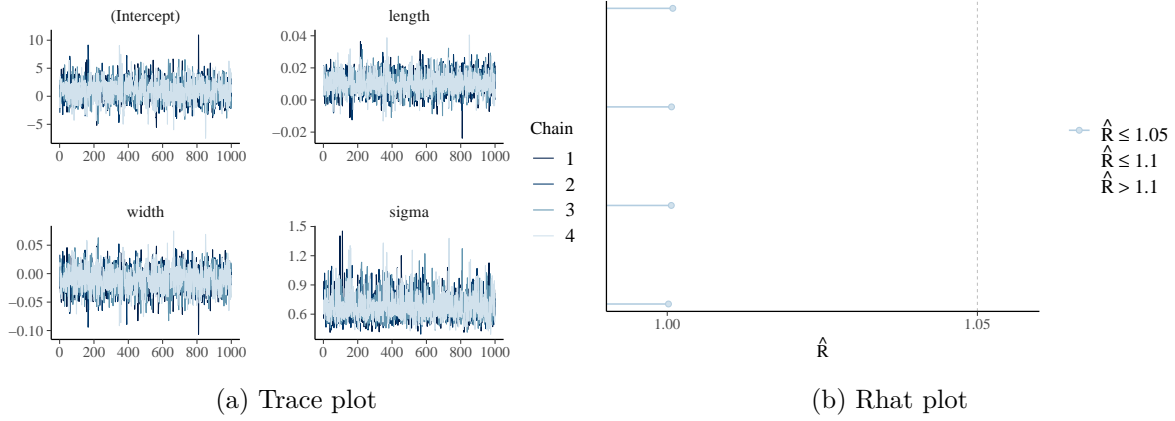 (Intercept)
10
5
0
−5
0 200 400 600 800 1000
length
0.04
0.02
0.00
−0.02
0 200 400 600 800 1000
width
0.05
0.00
−0.05
−0.10
0 200 400 600 800 1000
sigma
1.5
1.2
0.9
0.6
0 200 400 600 800 1000
Chain
1
2
3
4
(a) Trace plot
R̂ ≤ 1.05
R̂ ≤ 1.1
R̂ > 1.1
1.00 1.05
R̂
(b) Rhat plot